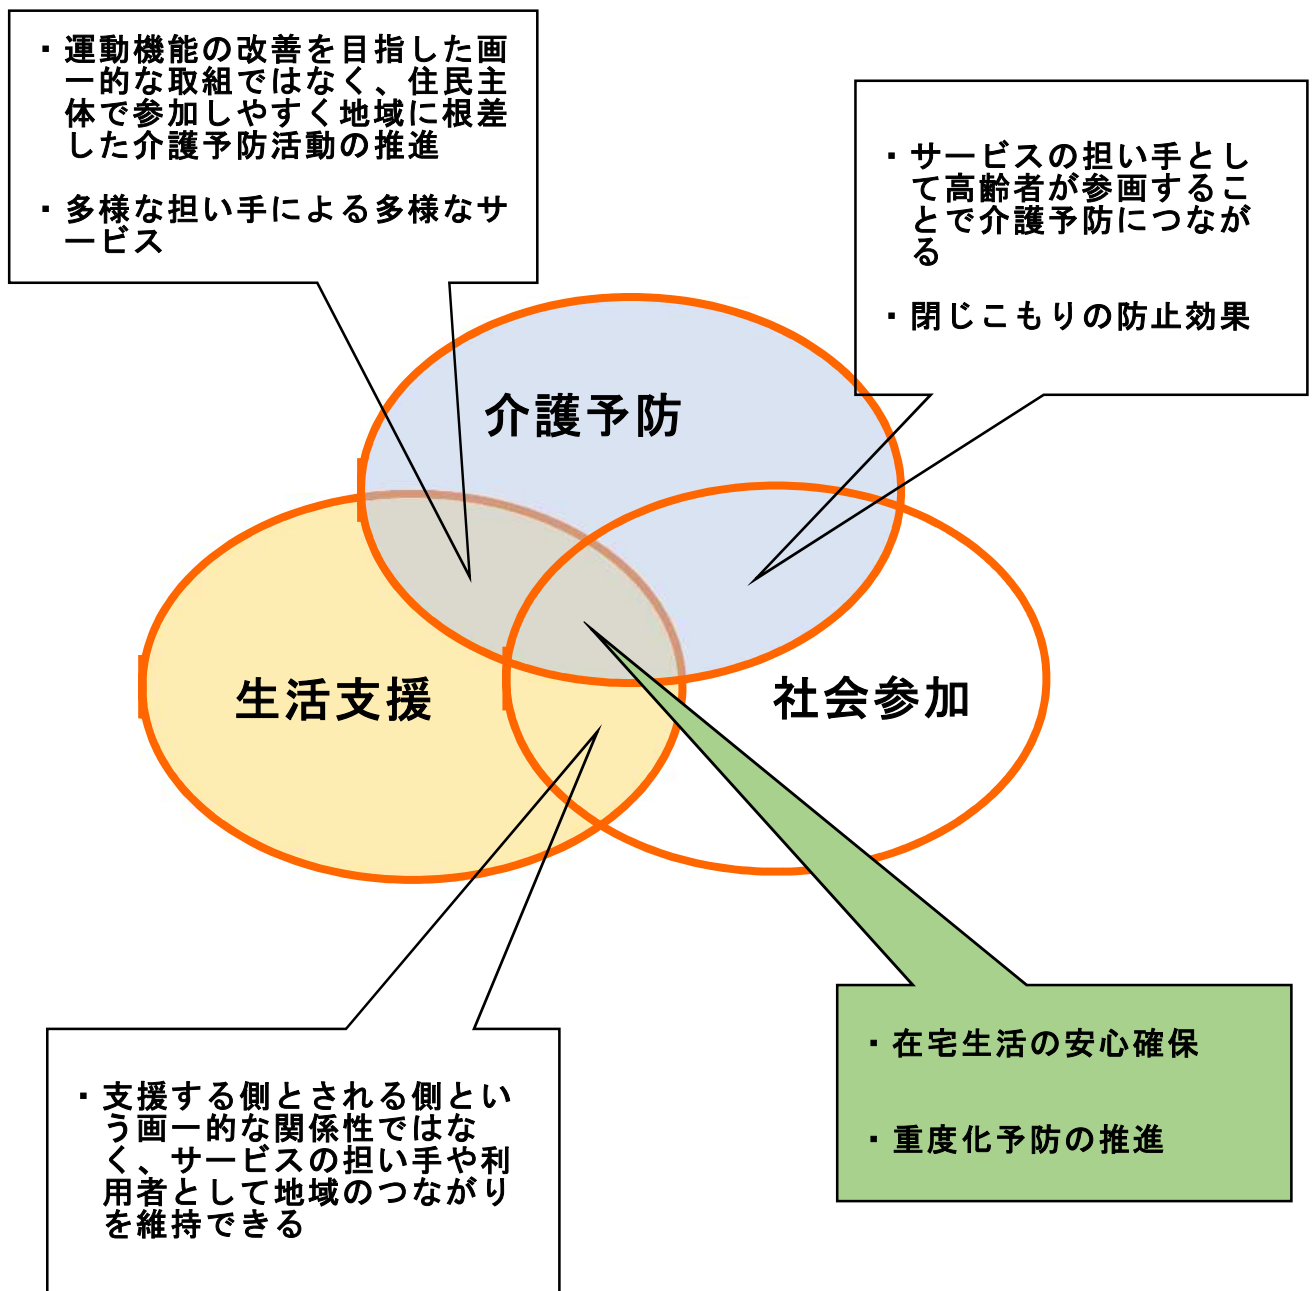 ・運動機能の改善を目指した画
一的な取組ではなく、住民主
体で参加しやすく地域に根差
した介護予防活動の推進
・多様な担い手による多様なサ
ービス
・サービスの担い手とし
て高齢者が参画するこ
とで介護予防につなが
る
・閉じこもりの防止効果
介護予防
生活支援
社会参加
・支援する側とされる側とい
う画一的な関係性ではな
く、サービスの担い手や利
用者として地域のつながり
を維持できる
・在宅生活の安心確保
・重度化予防の推進